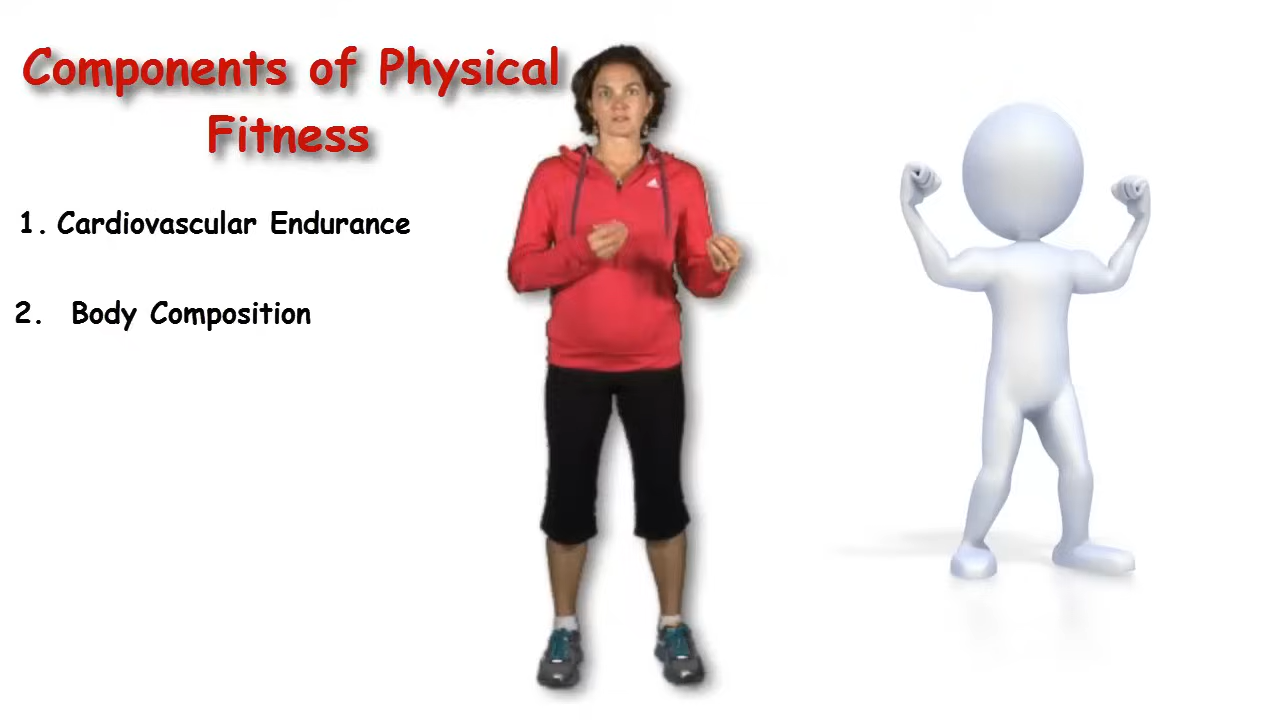 Components of Physical
Fitness
1. Cardiovascular Endurance
2. Body Composition